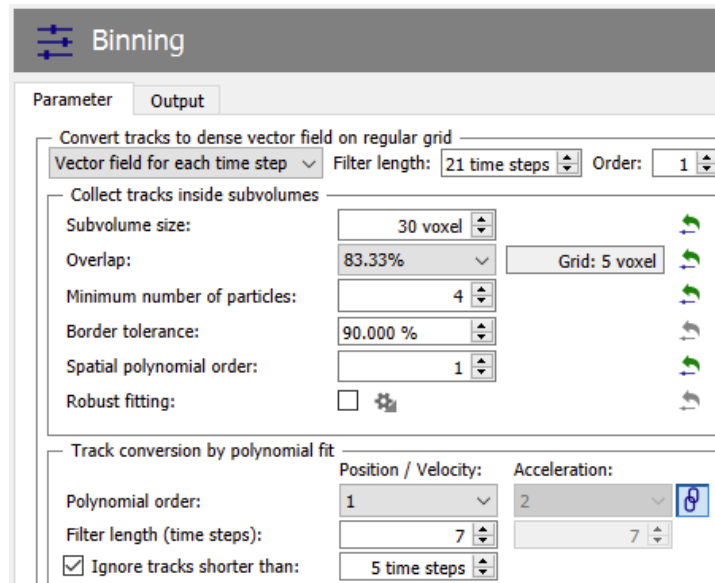 Binning
Parameter Output
Convert tracks to dense vector field on regular grid
Vector field for each time step Filter length: 21 time steps Order: 1
Collect tracks inside subvolumes
Subvolume size: 30 voxel
Overlap: 83.33% Grid: 5 voxel
Minimum number of particles: 4
Border tolerance: 90.000 %
Spatial polynomial order: 1
Robust fitting:
Track conversion by polynomial fit
Position / Velocity: Acceleration:
Polynomial order: 1 2
Filter length (time steps): 7 7
Ignore tracks shorter than: 5 time steps